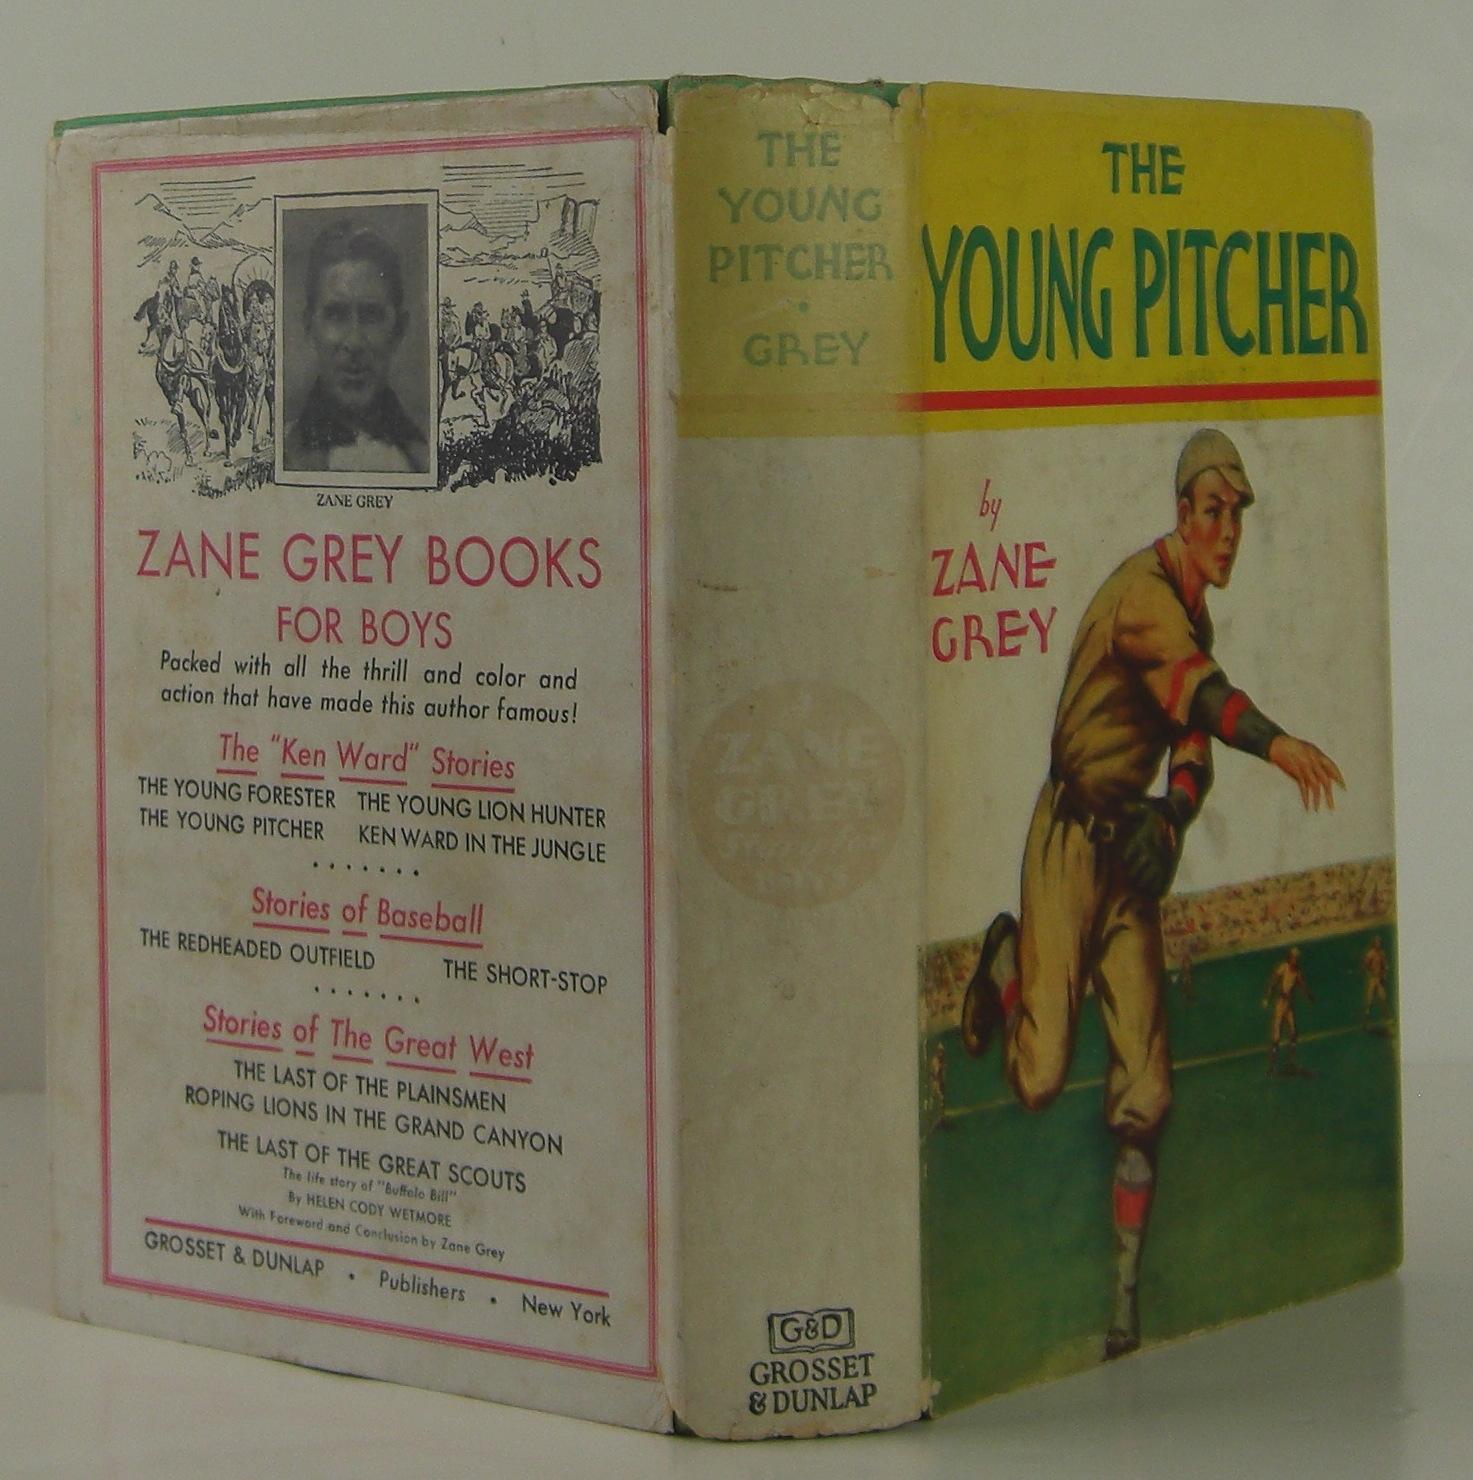 ZANE GREY
ZANE GREY BOOKS
FOR BOYS
Packed with all the thrill and color and
action that have made this author famous!
The "Ken Ward" Stories
THE YOUNG FORESTER THE YOUNG LION HUNTER
THE YOUNG PITCHER KEN WARD IN THE JUNGLE
Stories of Baseball
THE REDHEADED OUTFIELD THE SHORT-STOP
Stories of The Great West
THE LAST OF THE PLAINSMEN
ROPING LIONS IN THE GRAND CANYON
THE LAST OF THE GREAT SCOUTS
The life story of "Buffalo Bill"
By HELEN CODY WETMORE
With Foreword and Conclusion by Zane Grey
GROSSET & DUNLAP • Publishers • New York
THE
YOUNG
PITCHER
•
GREY
ZANE
GREY
G&D
GROSSET
& DUNLAP
THE
YOUNG PITCHER
by
ZANE
GREY